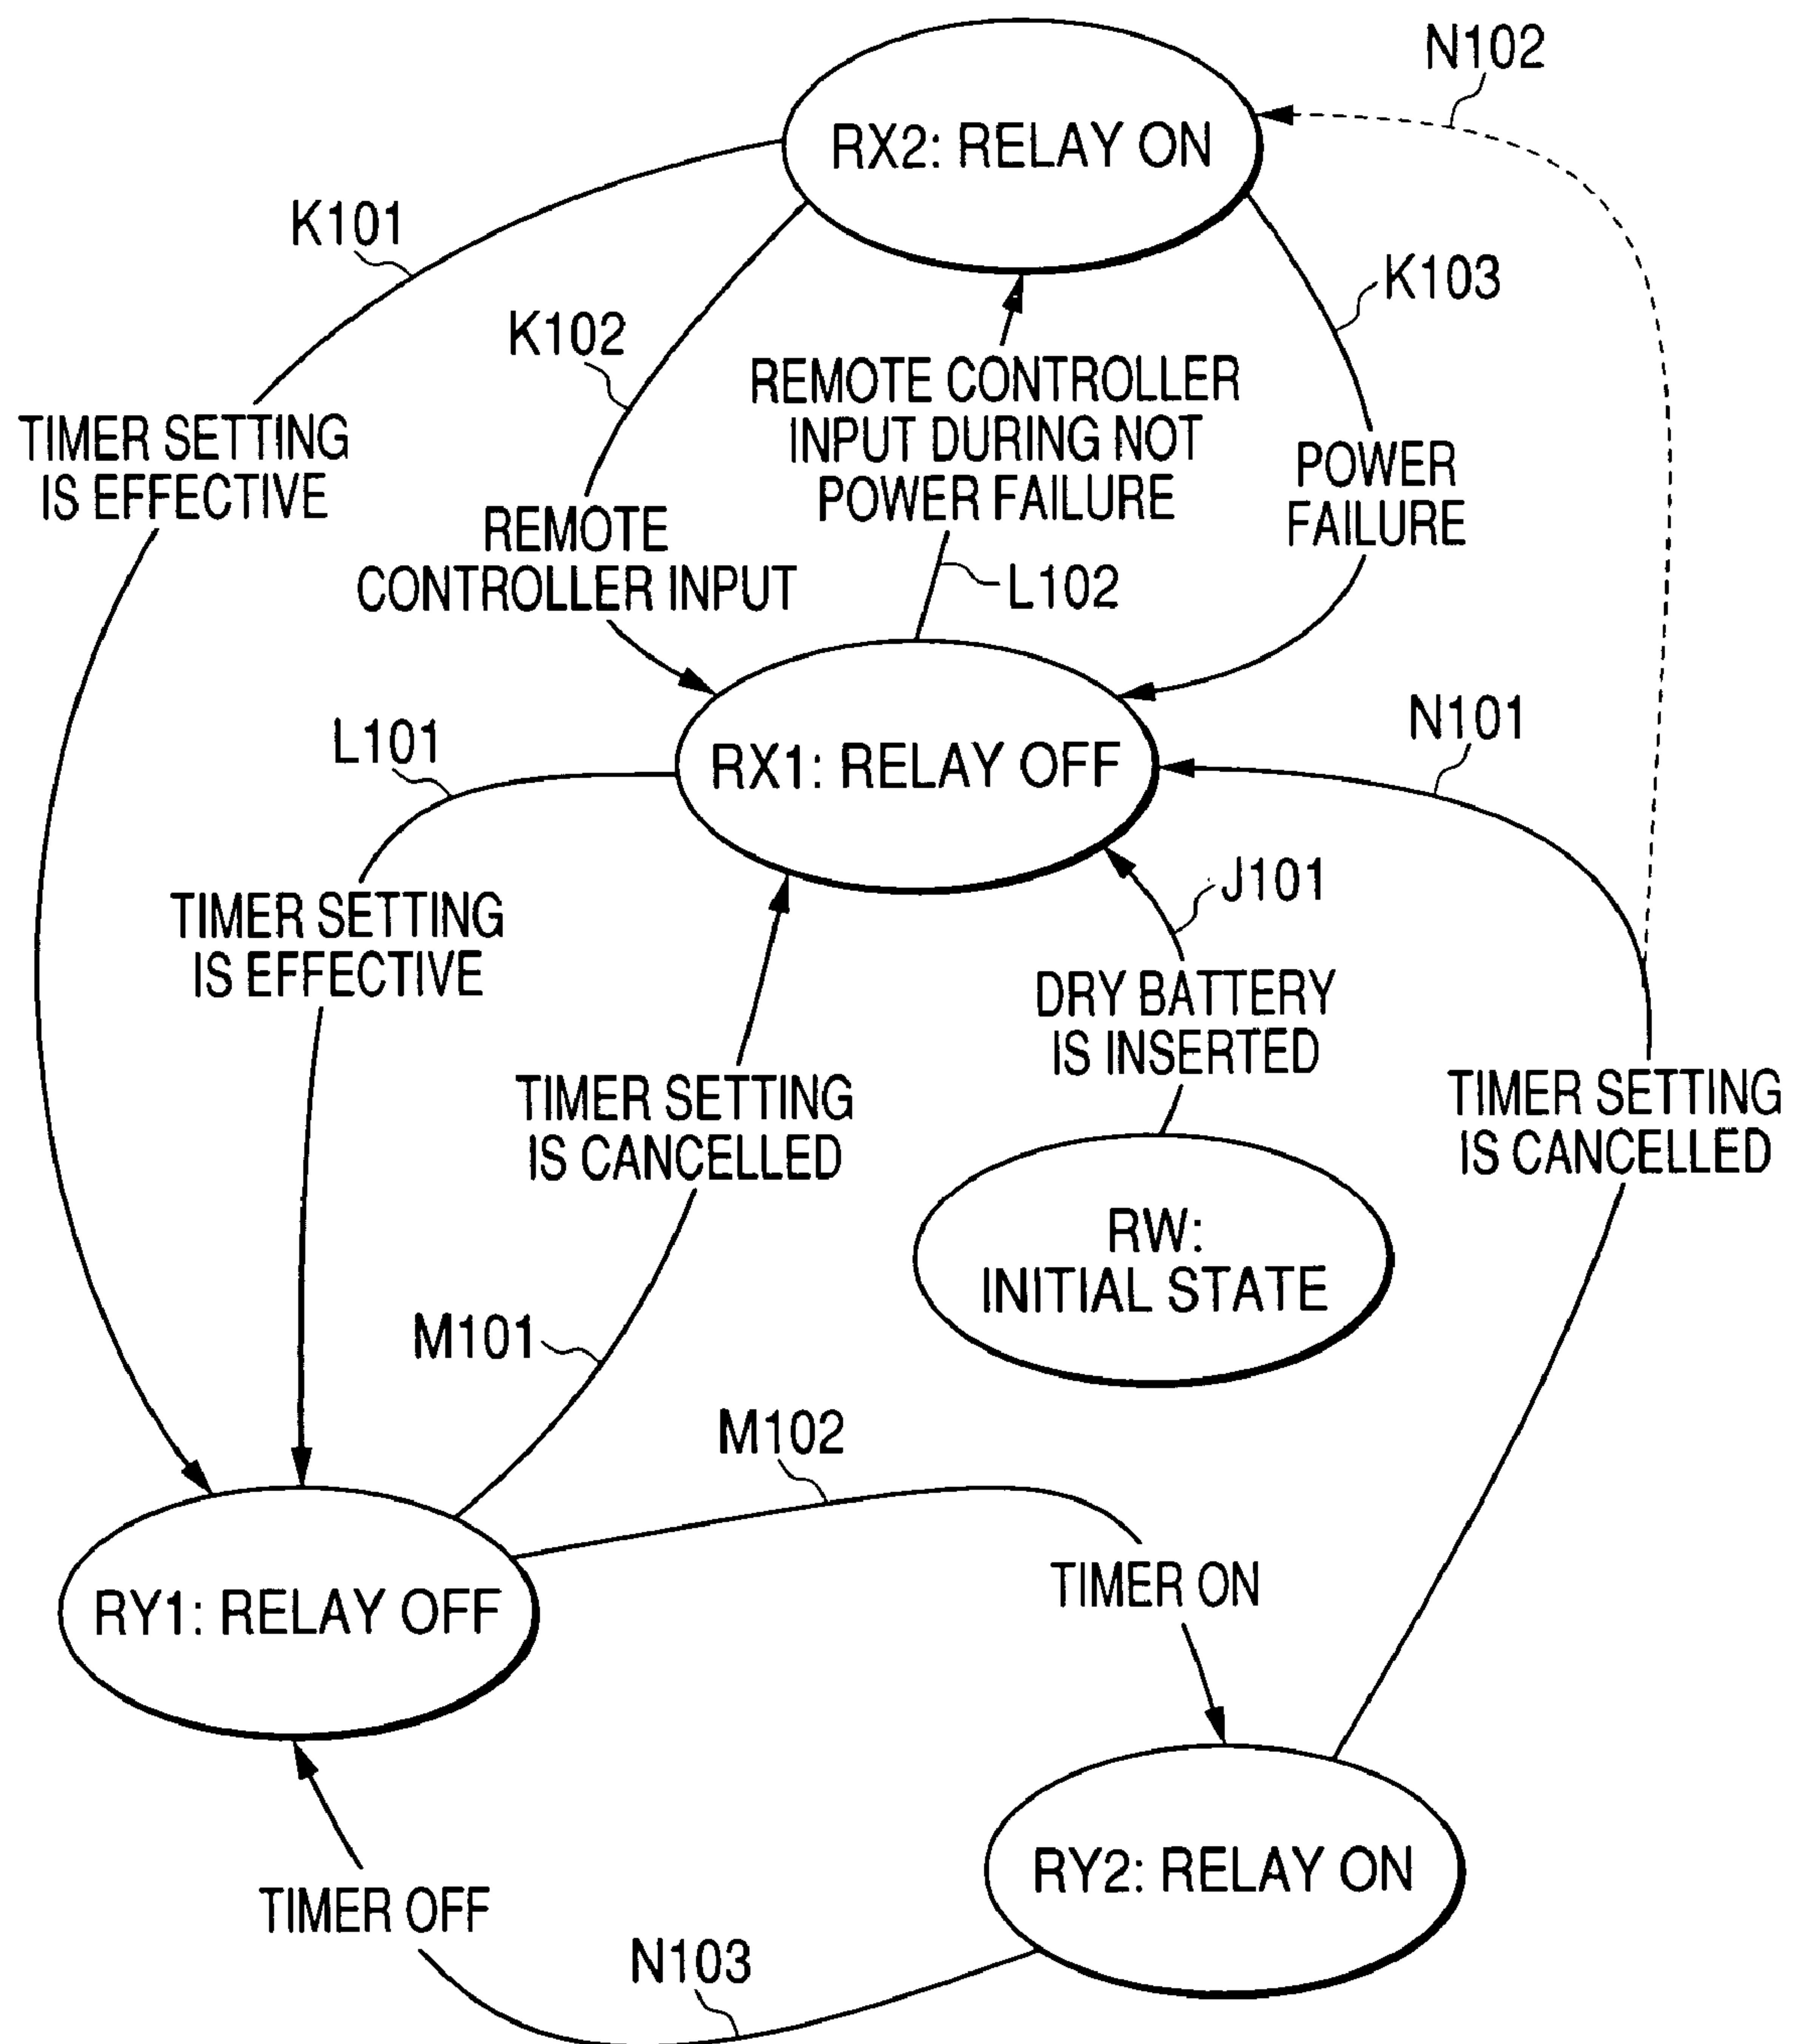 N102
RX2: RELAY ON
K101
K103
K102
REMOTE CONTROLLER
INPUT DURING NOT
POWER FAILURE
TIMER SETTING
IS EFFECTIVE
POWER
FAILURE
REMOTE
CONTROLLER INPUT
L102
N101
L101
RX1: RELAY OFF
J101
TIMER SETTING
IS EFFECTIVE
DRY BATTERY
IS INSERTED
TIMER SETTING
IS CANCELLED
TIMER SETTING
IS CANCELLED
RW:
INITIAL STATE
M101
M102
TIMER ON
RY1: RELAY OFF
RY2: RELAY ON
TIMER OFF
N103